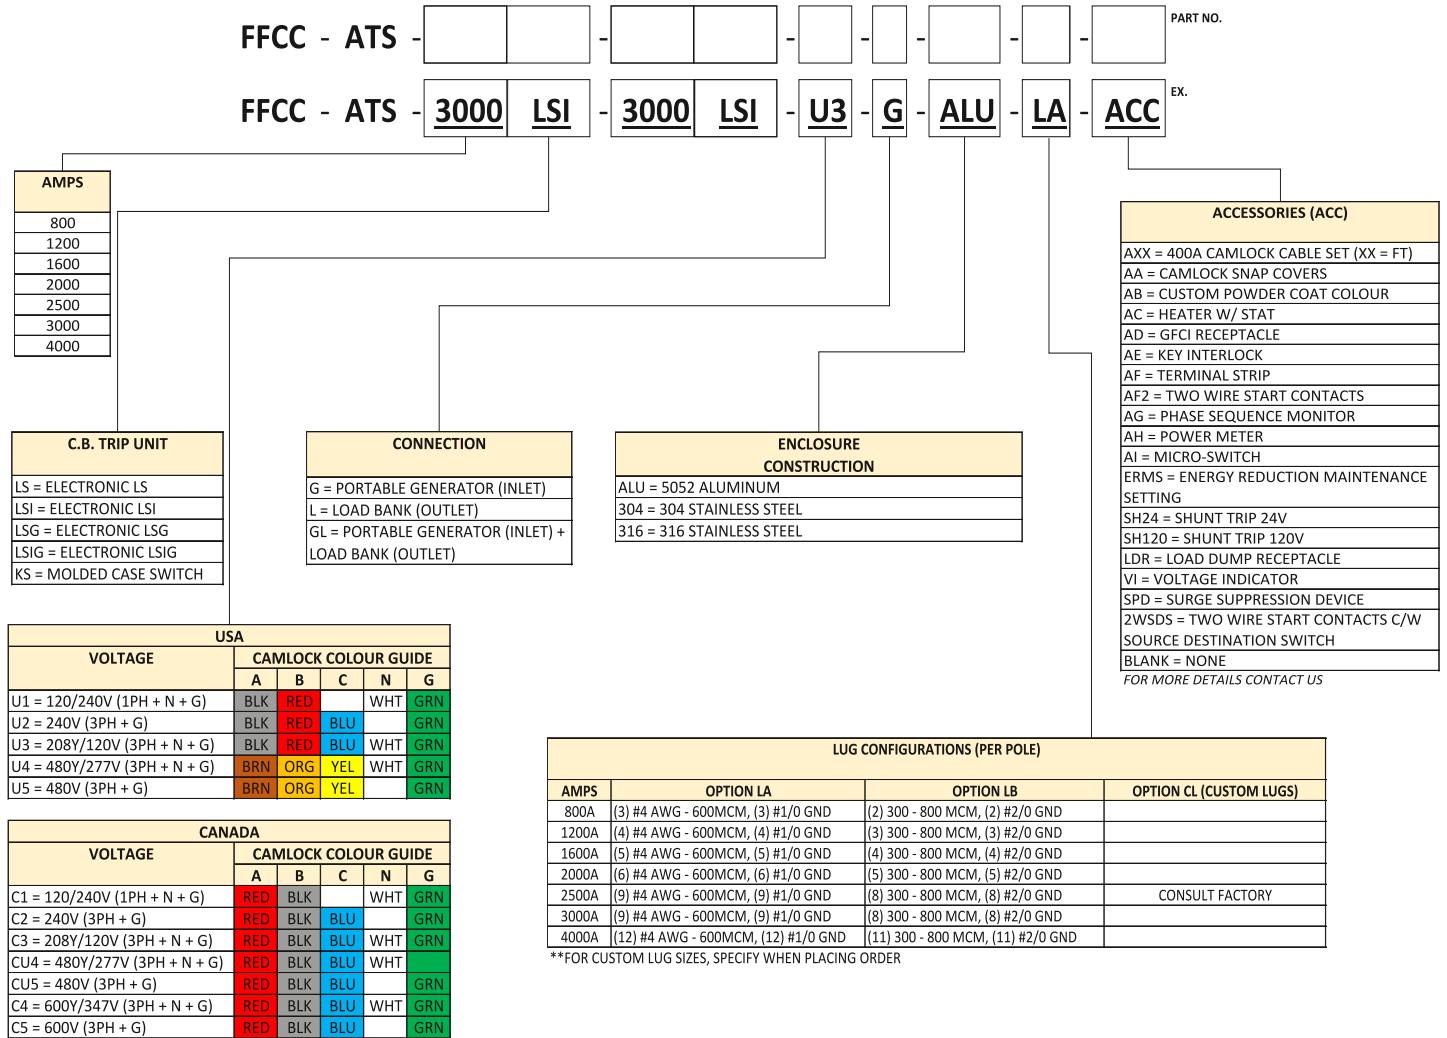 FFCC - ATS - - - - - - - PART NO.
FFCC - ATS - 3000 LSI - 3000 LSI - U3 - G - ALU - LA - ACC EX.
AMPS
800
1200
1600
2000
2500
3000
4000
ACCESSORIES (ACC)
AXX = 400A CAMLOCK CABLE SET (XX = FT)
AA = CAMLOCK SNAP COVERS
AB = CUSTOM POWDER COAT COLOUR
AC = HEATER W/ STAT
AD = GFCI RECEPTACLE
AE = KEY INTERLOCK
AF = TERMINAL STRIP
AF2 = TWO WIRE START CONTACTS
AG = PHASE SEQUENCE MONITOR
AH = POWER METER
AI = MICRO-SWITCH
ERMS = ENERGY REDUCTION MAINTENANCE
SETTING
SH24 = SHUNT TRIP 24V
SH120 = SHUNT TRIP 120V
LDR = LOAD DUMP RECEPTACLE
VI = VOLTAGE INDICATOR
SPD = SURGE SUPPRESSION DEVICE
2WSDS = TWO WIRE START CONTACTS C/W
SOURCE DESTINATION SWITCH
BLANK = NONE
FOR MORE DETAILS CONTACT US
C.B. TRIP UNIT
LS = ELECTRONIC LS
LSI = ELECTRONIC LSI
LSG = ELECTRONIC LSG
LSIG = ELECTRONIC LSIG
KS = MOLDED CASE SWITCH
CONNECTION
G = PORTABLE GENERATOR (INLET)
L = LOAD BANK (OUTLET)
GL = PORTABLE GENERATOR (INLET) +
LOAD BANK (OUTLET)
ENCLOSURE
CONSTRUCTION
ALU = 5052 ALUMINUM
304 = 304 STAINLESS STEEL
316 = 316 STAINLESS STEEL
USA
VOLTAGE CAMLOCK COLOUR GUIDE
A B C N G
U1 = 120/240V (1PH + N + G) BLK RED WHT GRN
U2 = 240V (3PH + G) BLK RED BLU GRN
U3 = 208Y/120V (3PH + N + G) BLK RED BLU WHT GRN
U4 = 480Y/277V (3PH + N + G) BRN ORG YEL WHT GRN
U5 = 480V (3PH + G) BRN ORG YEL GRN
CANADA
VOLTAGE CAMLOCK COLOUR GUIDE
A B C N G
C1 = 120/240V (1PH + N + G) RED BLK WHT GRN
C2 = 240V (3PH + G) RED BLK BLU GRN
C3 = 208Y/120V (3PH + N + G) RED BLK BLU WHT GRN
CU4 = 480Y/277V (3PH + N + G) RED BLK BLU WHT
CU5 = 480V (3PH + G) RED BLK BLU GRN
C4 = 600Y/347V (3PH + N + G) RED BLK BLU WHT GRN
C5 = 600V (3PH + G) RED BLK BLU GRN
LUG CONFIGURATIONS (PER POLE)
AMPS OPTION LA OPTION LB OPTION CL (CUSTOM LUGS)
800A (3) #4 AWG - 600MCM, (3) #1/0 GND (2) 300 - 800 MCM, (2) #2/0 GND
1200A (4) #4 AWG - 600MCM, (4) #1/0 GND (3) 300 - 800 MCM, (3) #2/0 GND
1600A (5) #4 AWG - 600MCM, (5) #1/0 GND (4) 300 - 800 MCM, (4) #2/0 GND
2000A (6) #4 AWG - 600MCM, (6) #1/0 GND (5) 300 - 800 MCM, (5) #2/0 GND
2500A (9) #4 AWG - 600MCM, (9) #1/0 GND (8) 300 - 800 MCM, (8) #2/0 GND CONSULT FACTORY
3000A (9) #4 AWG - 600MCM, (9) #1/0 GND (8) 300 - 800 MCM, (8) #2/0 GND
4000A (12) #4 AWG - 600MCM, (12) #1/0 GND (11) 300 - 800 MCM, (11) #2/0 GND
**FOR CUSTOM LUG SIZES, SPECIFY WHEN PLACING ORDER